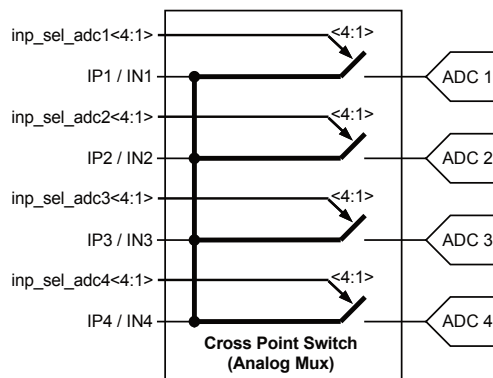 inp_sel_adc1<4:1> <4:1>
IP1 / IN1 ADC 1
inp_sel_adc2<4:1> <4:1>
IP2 / IN2 ADC 2
inp_sel_adc3<4:1> <4:1>
IP3 / IN3 ADC 3
inp_sel_adc4<4:1> <4:1>
IP4 / IN4 ADC 4
Cross Point Switch
(Analog Mux)